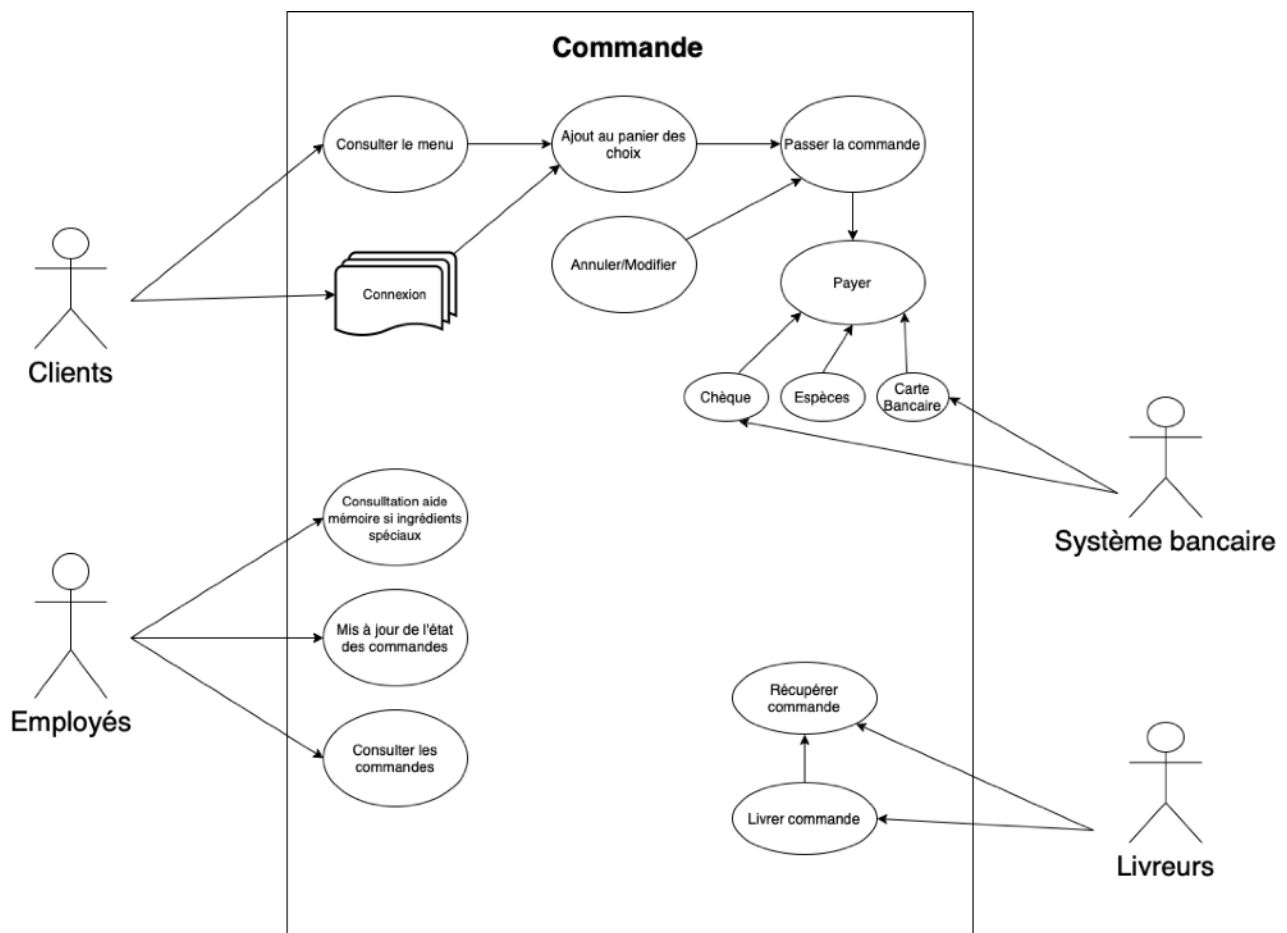 Commande
Consulter le menu
Ajout au panier des
choix
Passer la commande
Connexion
Annuler/Modifier
Payer
Clients
Chèque
Espèces
Carte
Bancaire
Consultation aide
mémoire si ingrédients
spéciaux
Système bancaire
Mis à jour de l'état
des commandes
Employés
Récupérer
commande
Consulter les
commandes
Livrer commande
Livreurs